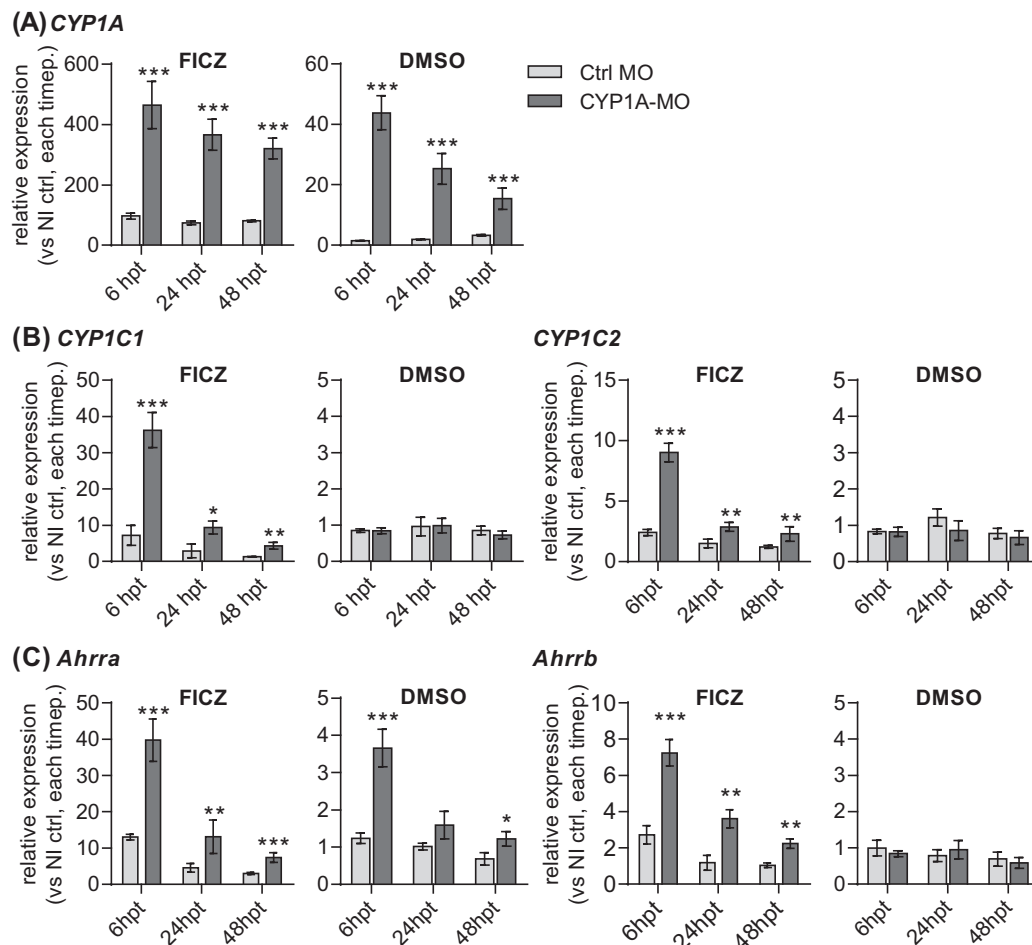 (A) CYP1A
relative expression
(vs NI ctrl, each timep.)
FICZ
600
400
200
0
***
***
***
6 hpt
24 hpt
48 hpt
DMSO
60
40
20
0
***
***
***
6 hpt
24 hpt
48 hpt
Ctrl MO
CYP1A-MO
(B) CYP1C1
relative expression
(vs NI ctrl, each timep.)
FICZ
50
40
30
20
10
0
***
*
**
6 hpt
24 hpt
48 hpt
DMSO
5
4
3
2
1
0
6 hpt
24 hpt
48 hpt
CYP1C2
relative expression
(vs NI ctrl, each timep.)
FICZ
15
10
5
0
***
**
**
6hpt
24hpt
48hpt
DMSO
5
4
3
2
1
0
6hpt
24hpt
48hpt
(C) Ahrra
relative expression
(vs NI ctrl, each timep.)
FICZ
50
40
30
20
10
0
***
**
***
6hpt
24hpt
48hpt
DMSO
5
4
3
2
1
0
***
*
6hpt
24hpt
48hpt
Ahrrb
relative expression
(vs NI ctrl, each timep.)
FICZ
10
8
6
4
2
0
***
**
**
6hpt
24hpt
48hpt
DMSO
5
4
3
2
1
0
6hpt
24hpt
48hpt